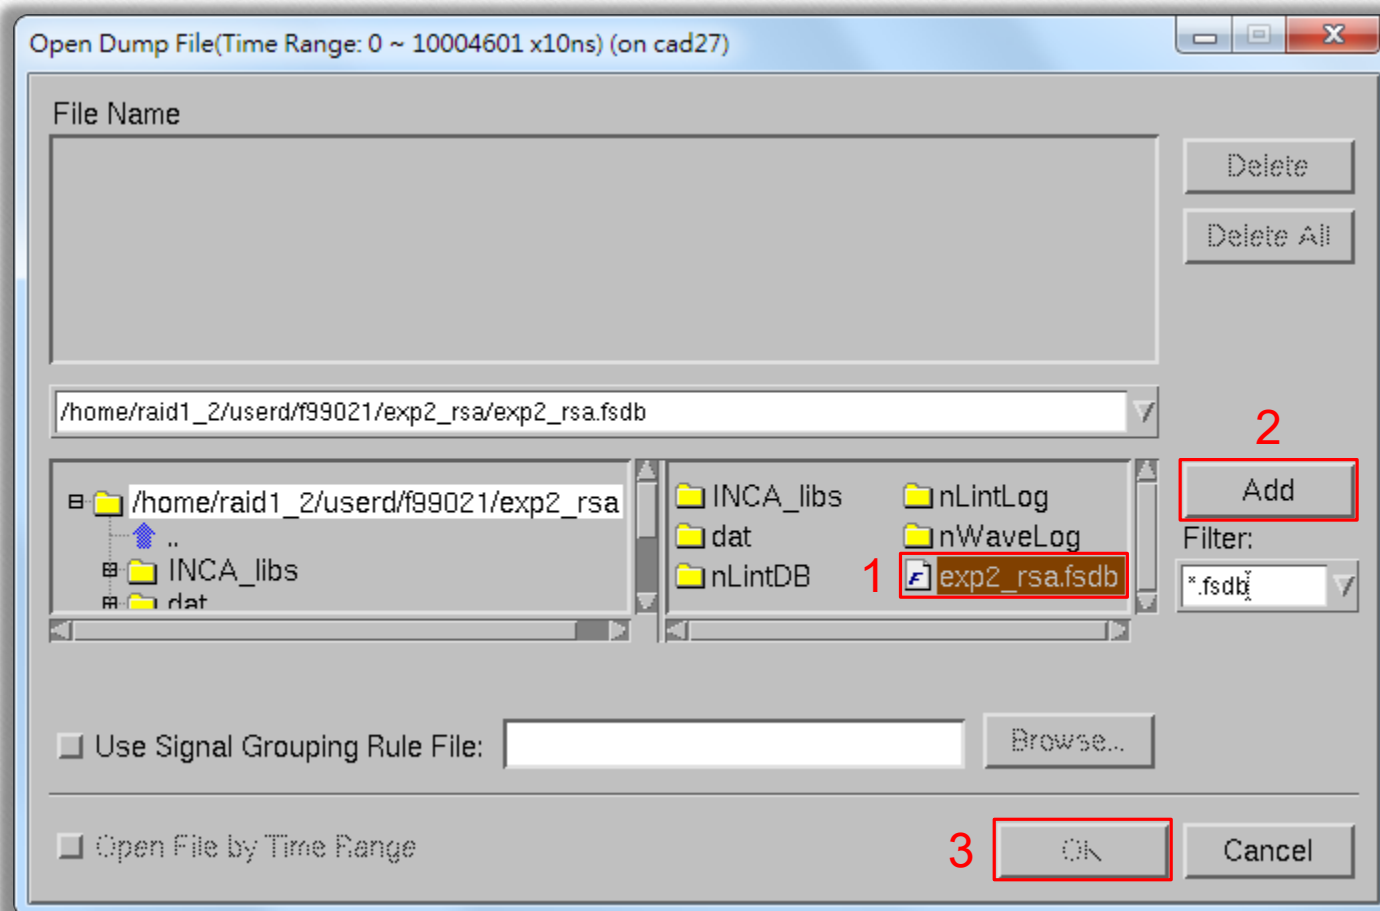 Open Dump File(Time Range: 0 ~ 10004601 x10ns) (on cad27)
File Name
Delete
Delete All
/home/raid1_2/userd/f99021/exp2_rsa/exp2_rsa.fsdb
2
Add
/home/raid1_2/userd/f99021/exp2_rsa
..
INCA_libs
dat
INCA_libs
nLintLog
dat
nWaveLog
nLintDB
1
exp2_rsa.fsdb
Filter:
*.fsdb
Use Signal Grouping Rule File:
Browse...
Open File by Time Range
3
OK
Cancel